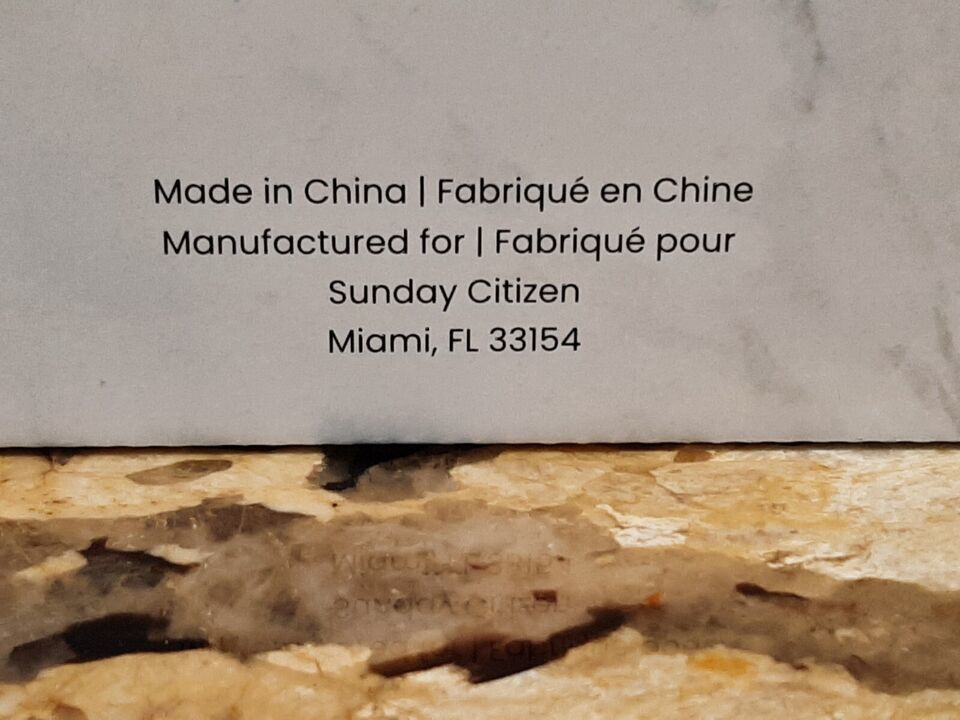 Made in China | Fabriqué en Chine
Manufactured for | Fabriqué pour
Sunday Citizen
Miami, FL 33154